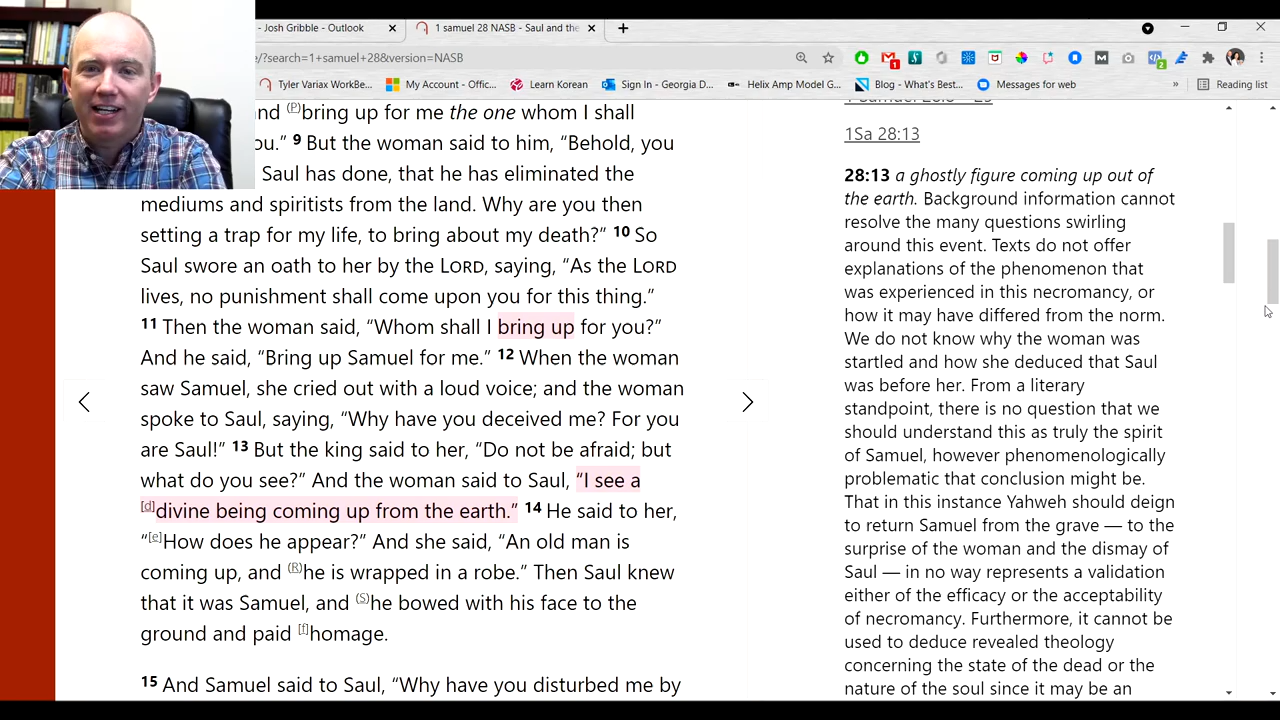 - Josh Gribble - Outlook
1 samuel 28 NASB - Saul and the
e/?search=1+samuel+28&version=NASB
1
2
Tyler Variax WorkBe...
My Account - Offic...
Learn Korean
Sign In - Georgia D...
Helix Amp Model G...
Blog - What's Best...
Messages for web
»
Reading list
nd (P)bring up for me the one whom I shall
ou.” 9 But the woman said to him, “Behold, you
Saul has done, that he has eliminated the
mediums and spiritists from the land. Why are you then
setting a trap for my life, to bring about my death?” 10 So
Saul swore an oath to her by the LORD, saying, “As the LORD
lives, no punishment shall come upon you for this thing.”
11 Then the woman said, “Whom shall I bring up for you?”
And he said, “Bring up Samuel for me.” 12 When the woman
saw Samuel, she cried out with a loud voice; and the woman
spoke to Saul, saying, “Why have you deceived me? For you
are Saul!” 13 But the king said to her, “Do not be afraid; but
what do you see?” And the woman said to Saul, “I see a
[d]divine being coming up from the earth.” 14 He said to her,
“[e]How does he appear?” And she said, “An old man is
coming up, and (R)he is wrapped in a robe.” Then Saul knew
that it was Samuel, and (S)he bowed with his face to the
ground and paid [f]homage.
15 And Samuel said to Saul, “Why have you disturbed me by
1Sa 28:13
28:13 a ghostly figure coming up out of
the earth. Background information cannot
resolve the many questions swirling
around this event. Texts do not offer
explanations of the phenomenon that
was experienced in this necromancy, or
how it may have differed from the norm.
We do not know why the woman was
startled and how she deduced that Saul
was before her. From a literary
standpoint, there is no question that we
should understand this as truly the spirit
of Samuel, however phenomenologically
problematic that conclusion might be.
That in this instance Yahweh should deign
to return Samuel from the grave — to the
surprise of the woman and the dismay of
Saul — in no way represents a validation
either of the efficacy or the acceptability
of necromancy. Furthermore, it cannot be
used to deduce revealed theology
concerning the state of the dead or the
nature of the soul since it may be an